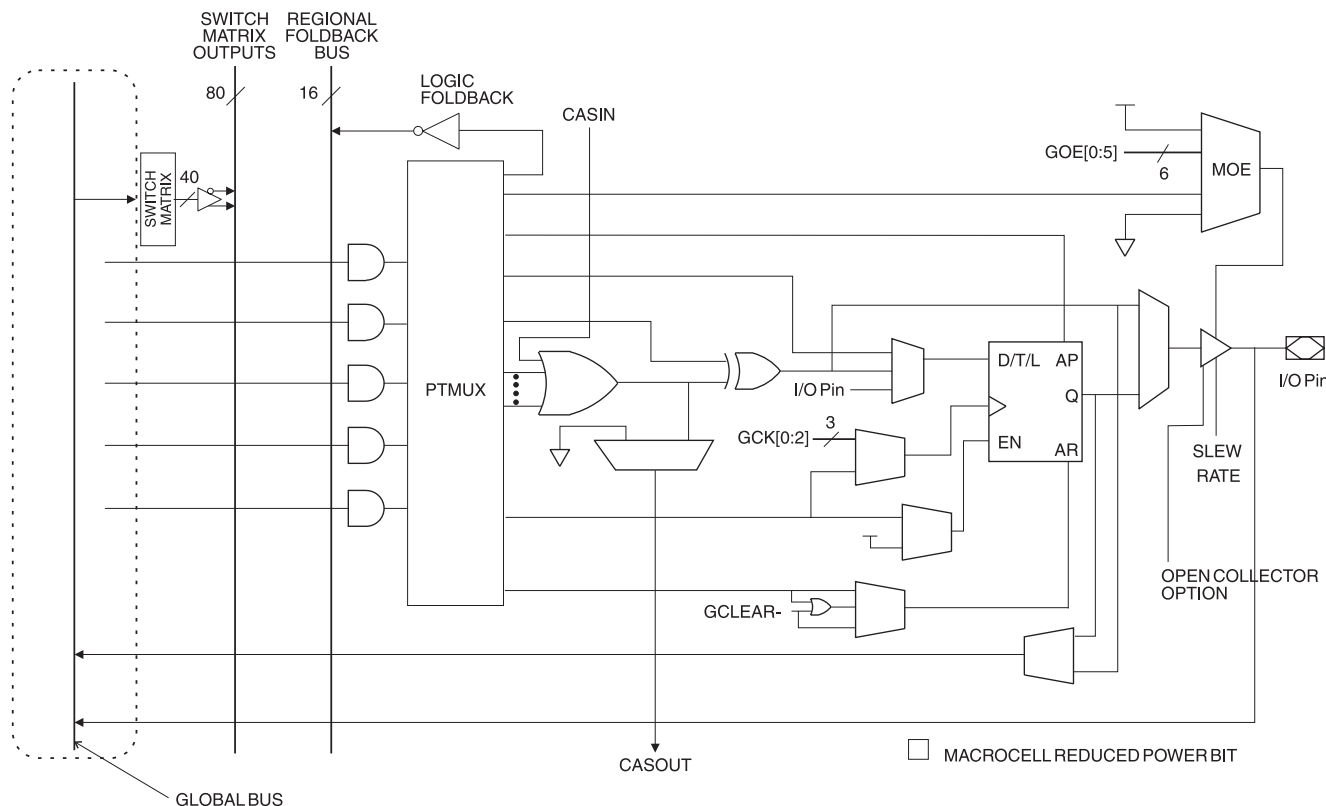 SWITCH
MATRIX
OUTPUTS
REGIONAL
FOLDBACK
BUS
80
16
LOGIC
FOLDBACK
CASIN
SWITCH
MATRIX
40
GOE[0:5]
6
MOE
PTMUX
I/O Pin
D/T/L
AP
Q
EN
AR
I/O Pin
GCK[0:2]
3
SLEW
RATE
OPEN COLLECTOR
OPTION
GCLEAR-
CASOUT
MACROCELL REDUCED POWER BIT
GLOBAL BUS